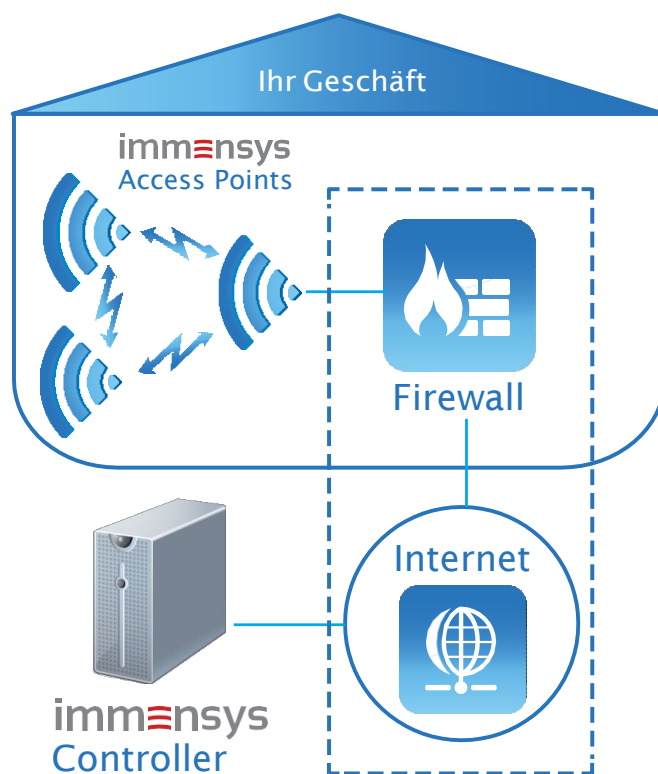 Ihr Geschäft
immensys
Access Points
Firewall
Internet
immensys
Controller